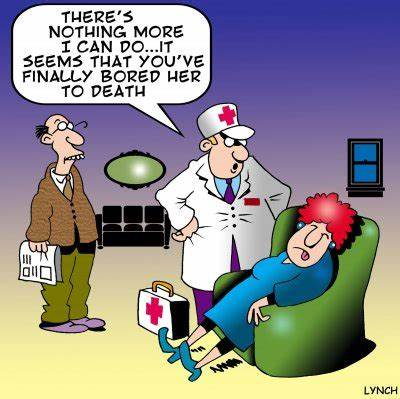 THERE'S
NOTHING MORE
I CAN DO...IT
SEEMS THAT YOU'VE
FINALLY BORED HER
TO DEATH
LYNCH